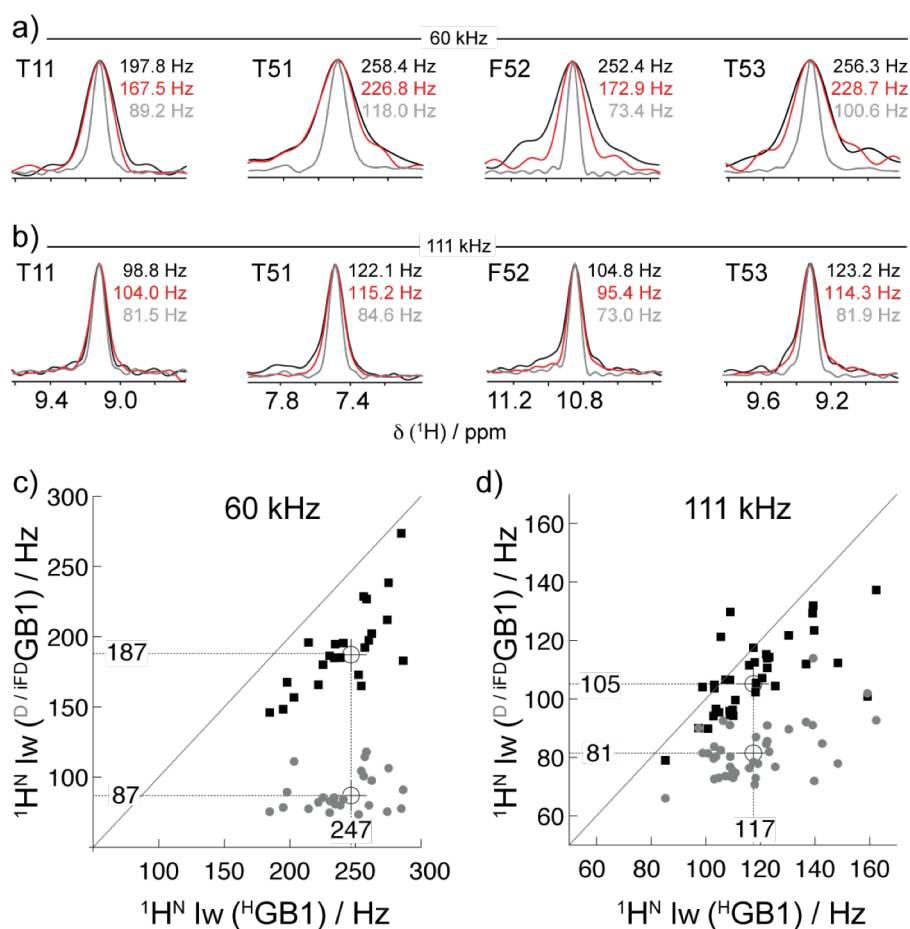 a)
60 kHz
T11
197.8 Hz
167.5 Hz
89.2 Hz
T51
258.4 Hz
226.8 Hz
118.0 Hz
F52
252.4 Hz
172.9 Hz
73.4 Hz
T53
256.3 Hz
228.7 Hz
100.6 Hz
b)
111 kHz
T11
98.8 Hz
104.0 Hz
81.5 Hz
T51
122.1 Hz
115.2 Hz
84.6 Hz
F52
104.8 Hz
95.4 Hz
73.0 Hz
T53
123.2 Hz
114.3 Hz
81.9 Hz
9.4 9.0
7.8 7.4
11.2 10.8
9.6 9.2
δ (¹H) / ppm
c)
60 kHz
¹Hᴺ lw (ᴰ / ⁱFDGB1) / Hz
300
250
200
150
100
187
87
247
100 150 200 250 300
¹Hᴺ lw (ᴴGB1) / Hz
d)
111 kHz
¹Hᴺ lw (ᴰ / ⁱFDGB1) / Hz
160
140
120
100
80
60
105
81
117
60 80 100 120 140 160
¹Hᴺ lw (ᴴGB1) / Hz